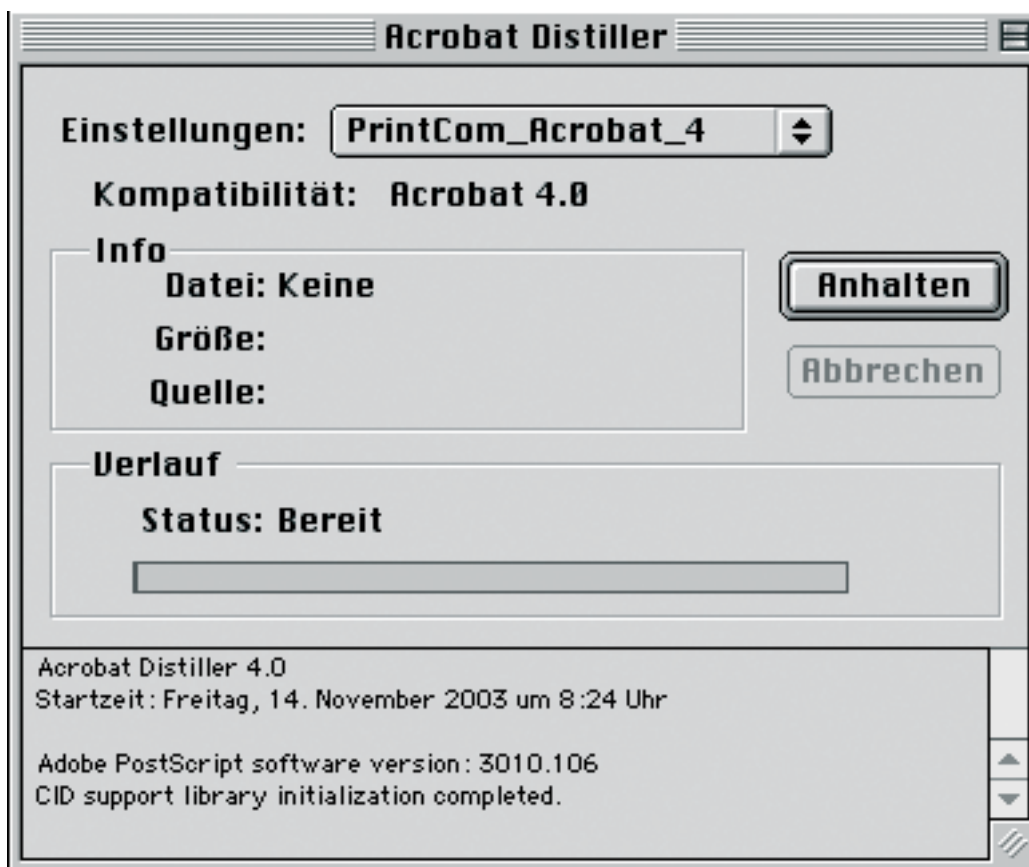 Acrobat Distiller
Einstellungen: PrintCom_Acrobat_4
Kompatibilität: Acrobat 4.0
Info
Datei: Keine
Größe:
Quelle:
Anhalten
Abbrechen
Verlauf
Status: Bereit
Acrobat Distiller 4.0
Startzeit: Freitag, 14. November 2003 um 8:24 Uhr
Adobe PostScript software version: 3010.106
CID support library initialization completed.